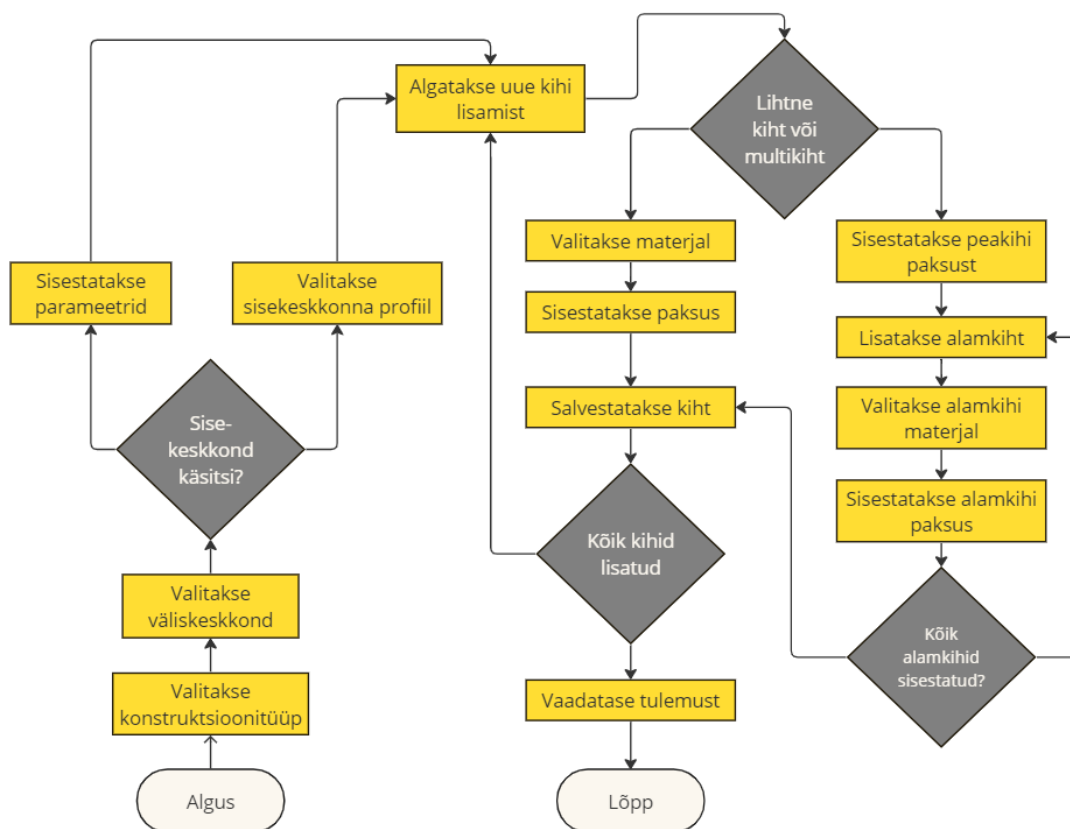 Algatakse uue kihi
lisamist
Lihtne
kiht või
multikiht
Valitakse materjal
Sisestatakse peakihi
paksust
Sisestatakse
parameetrid
Valitakse
sisekeskkonna profiil
Sisestatakse paksus
Lisatakse alamkiht
Salvestatakse kiht
Valitakse alamkihi
materjal
Sise-
keskkond
käsitsi?
Sisestatakse alamkihi
paksus
Kõik kihid
lisatud
Valitakse
väliskeskkond
Kõik
alamkihid
sisestatud?
Valitakse
konstruktsioonitüüp
Vaadatase tulemust
Algus
Lõpp